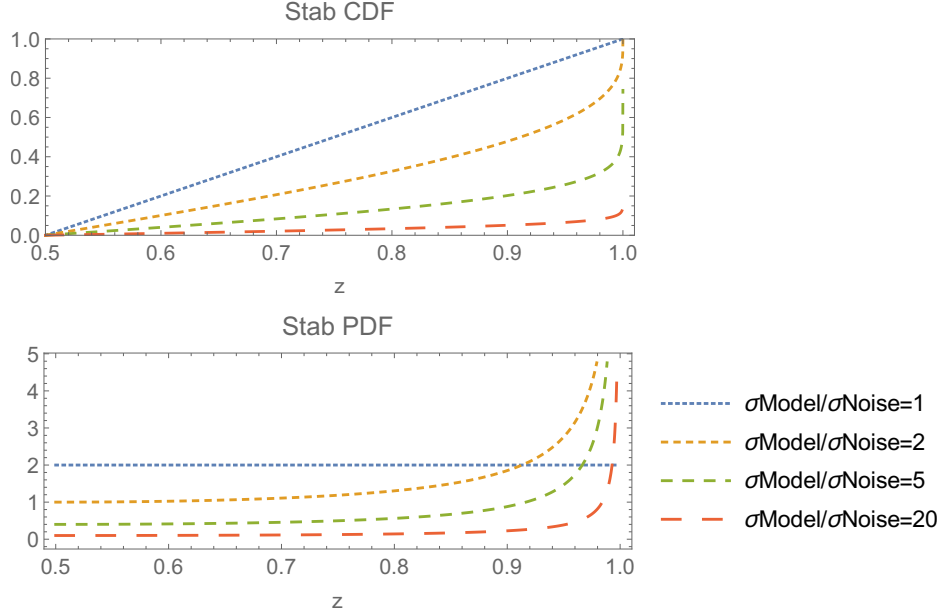 Stab CDF
1.0
0.8
0.6
0.4
0.2
0.0
0.5 0.6 0.7 0.8 0.9 1.0
z
Stab PDF
5
4
3
2
1
0
0.5 0.6 0.7 0.8 0.9 1.0
z
σModel/σNoise=1
σModel/σNoise=2
σModel/σNoise=5
σModel/σNoise=20